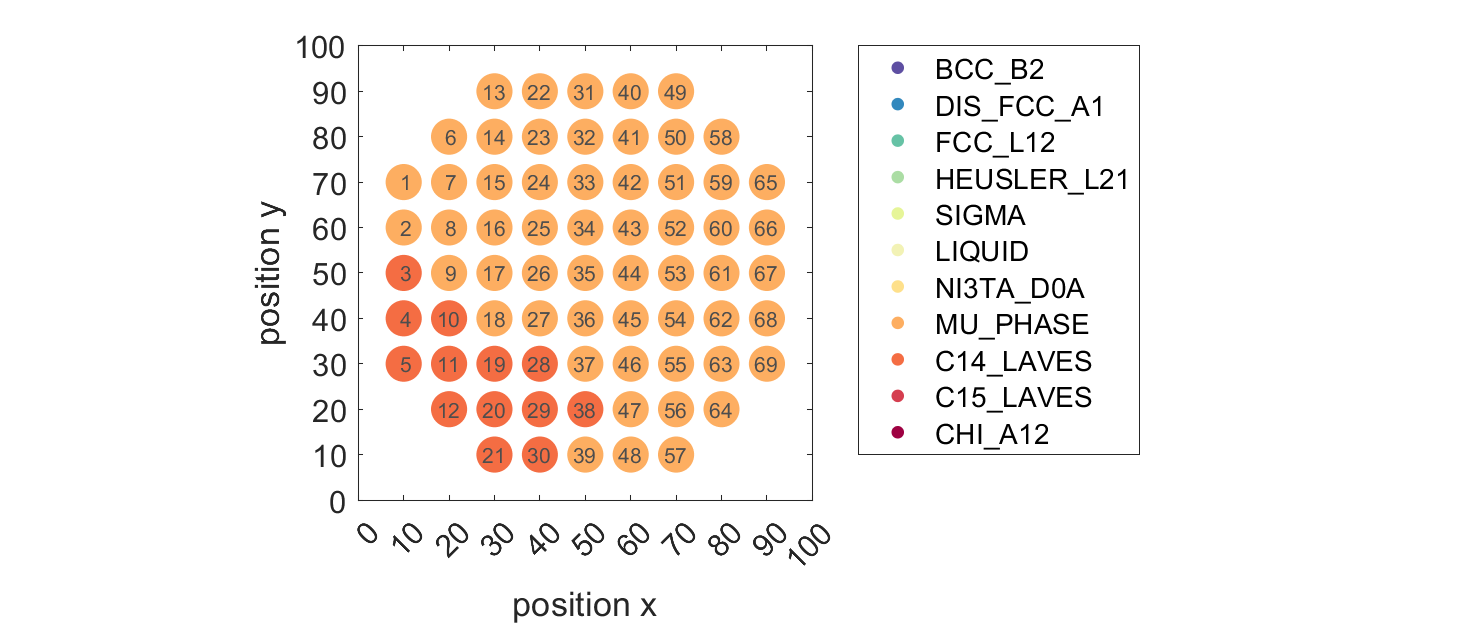 100
90 13 22 31 40 49
80 6 14 23 32 41 50 58
70 1 7 15 24 33 42 51 59 65
60 2 8 16 25 34 43 52 60 66
50 3 9 17 26 35 44 53 61 67
40 4 10 18 27 36 45 54 62 68
30 5 11 19 28 37 46 55 63 69
20 12 20 29 38 47 56 64
10 21 30 39 48 57
0
position y
0 10 20 30 40 50 60 70 80 90 100
position x
BCC_B2
DIS_FCC_A1
FCC_L12
HEUSLER_L21
SIGMA
LIQUID
NI3TA_D0A
MU_PHASE
C14_LAVES
C15_LAVES
CHI_A12